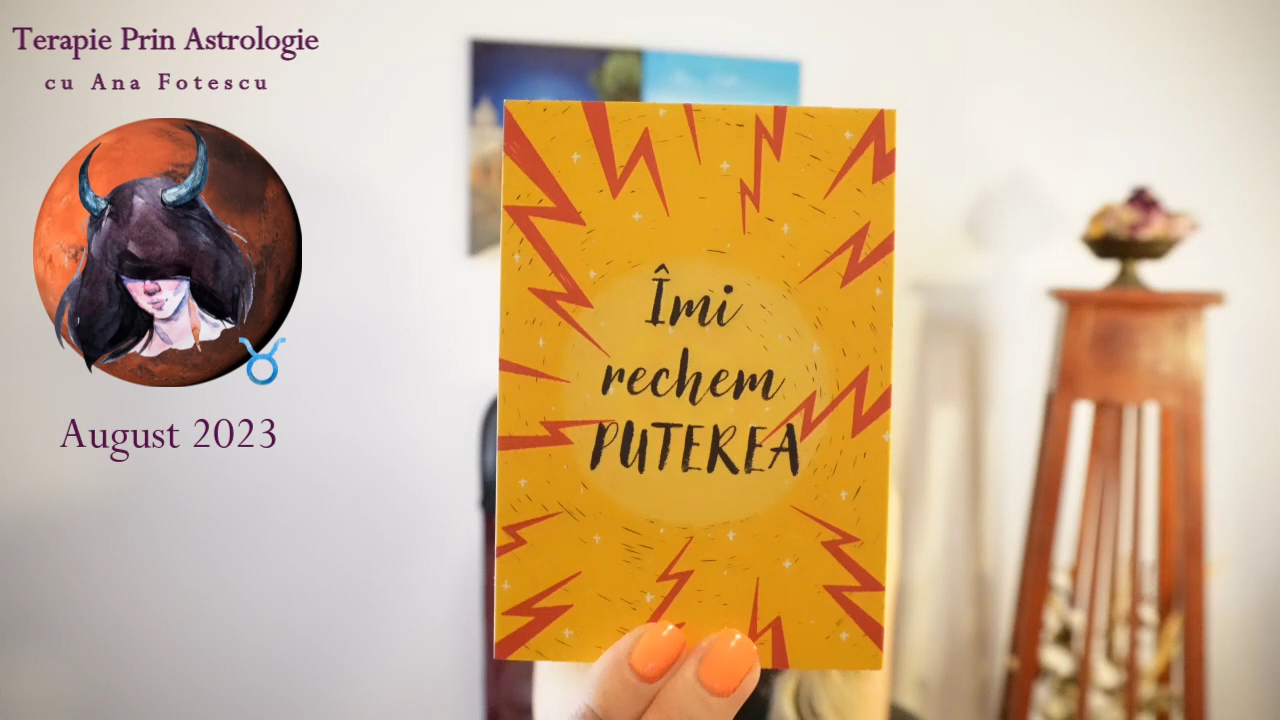 Terapie Prin Astrologie
cu Ana Fotescu
August 2023
Îmi
rechem
PUTEREA